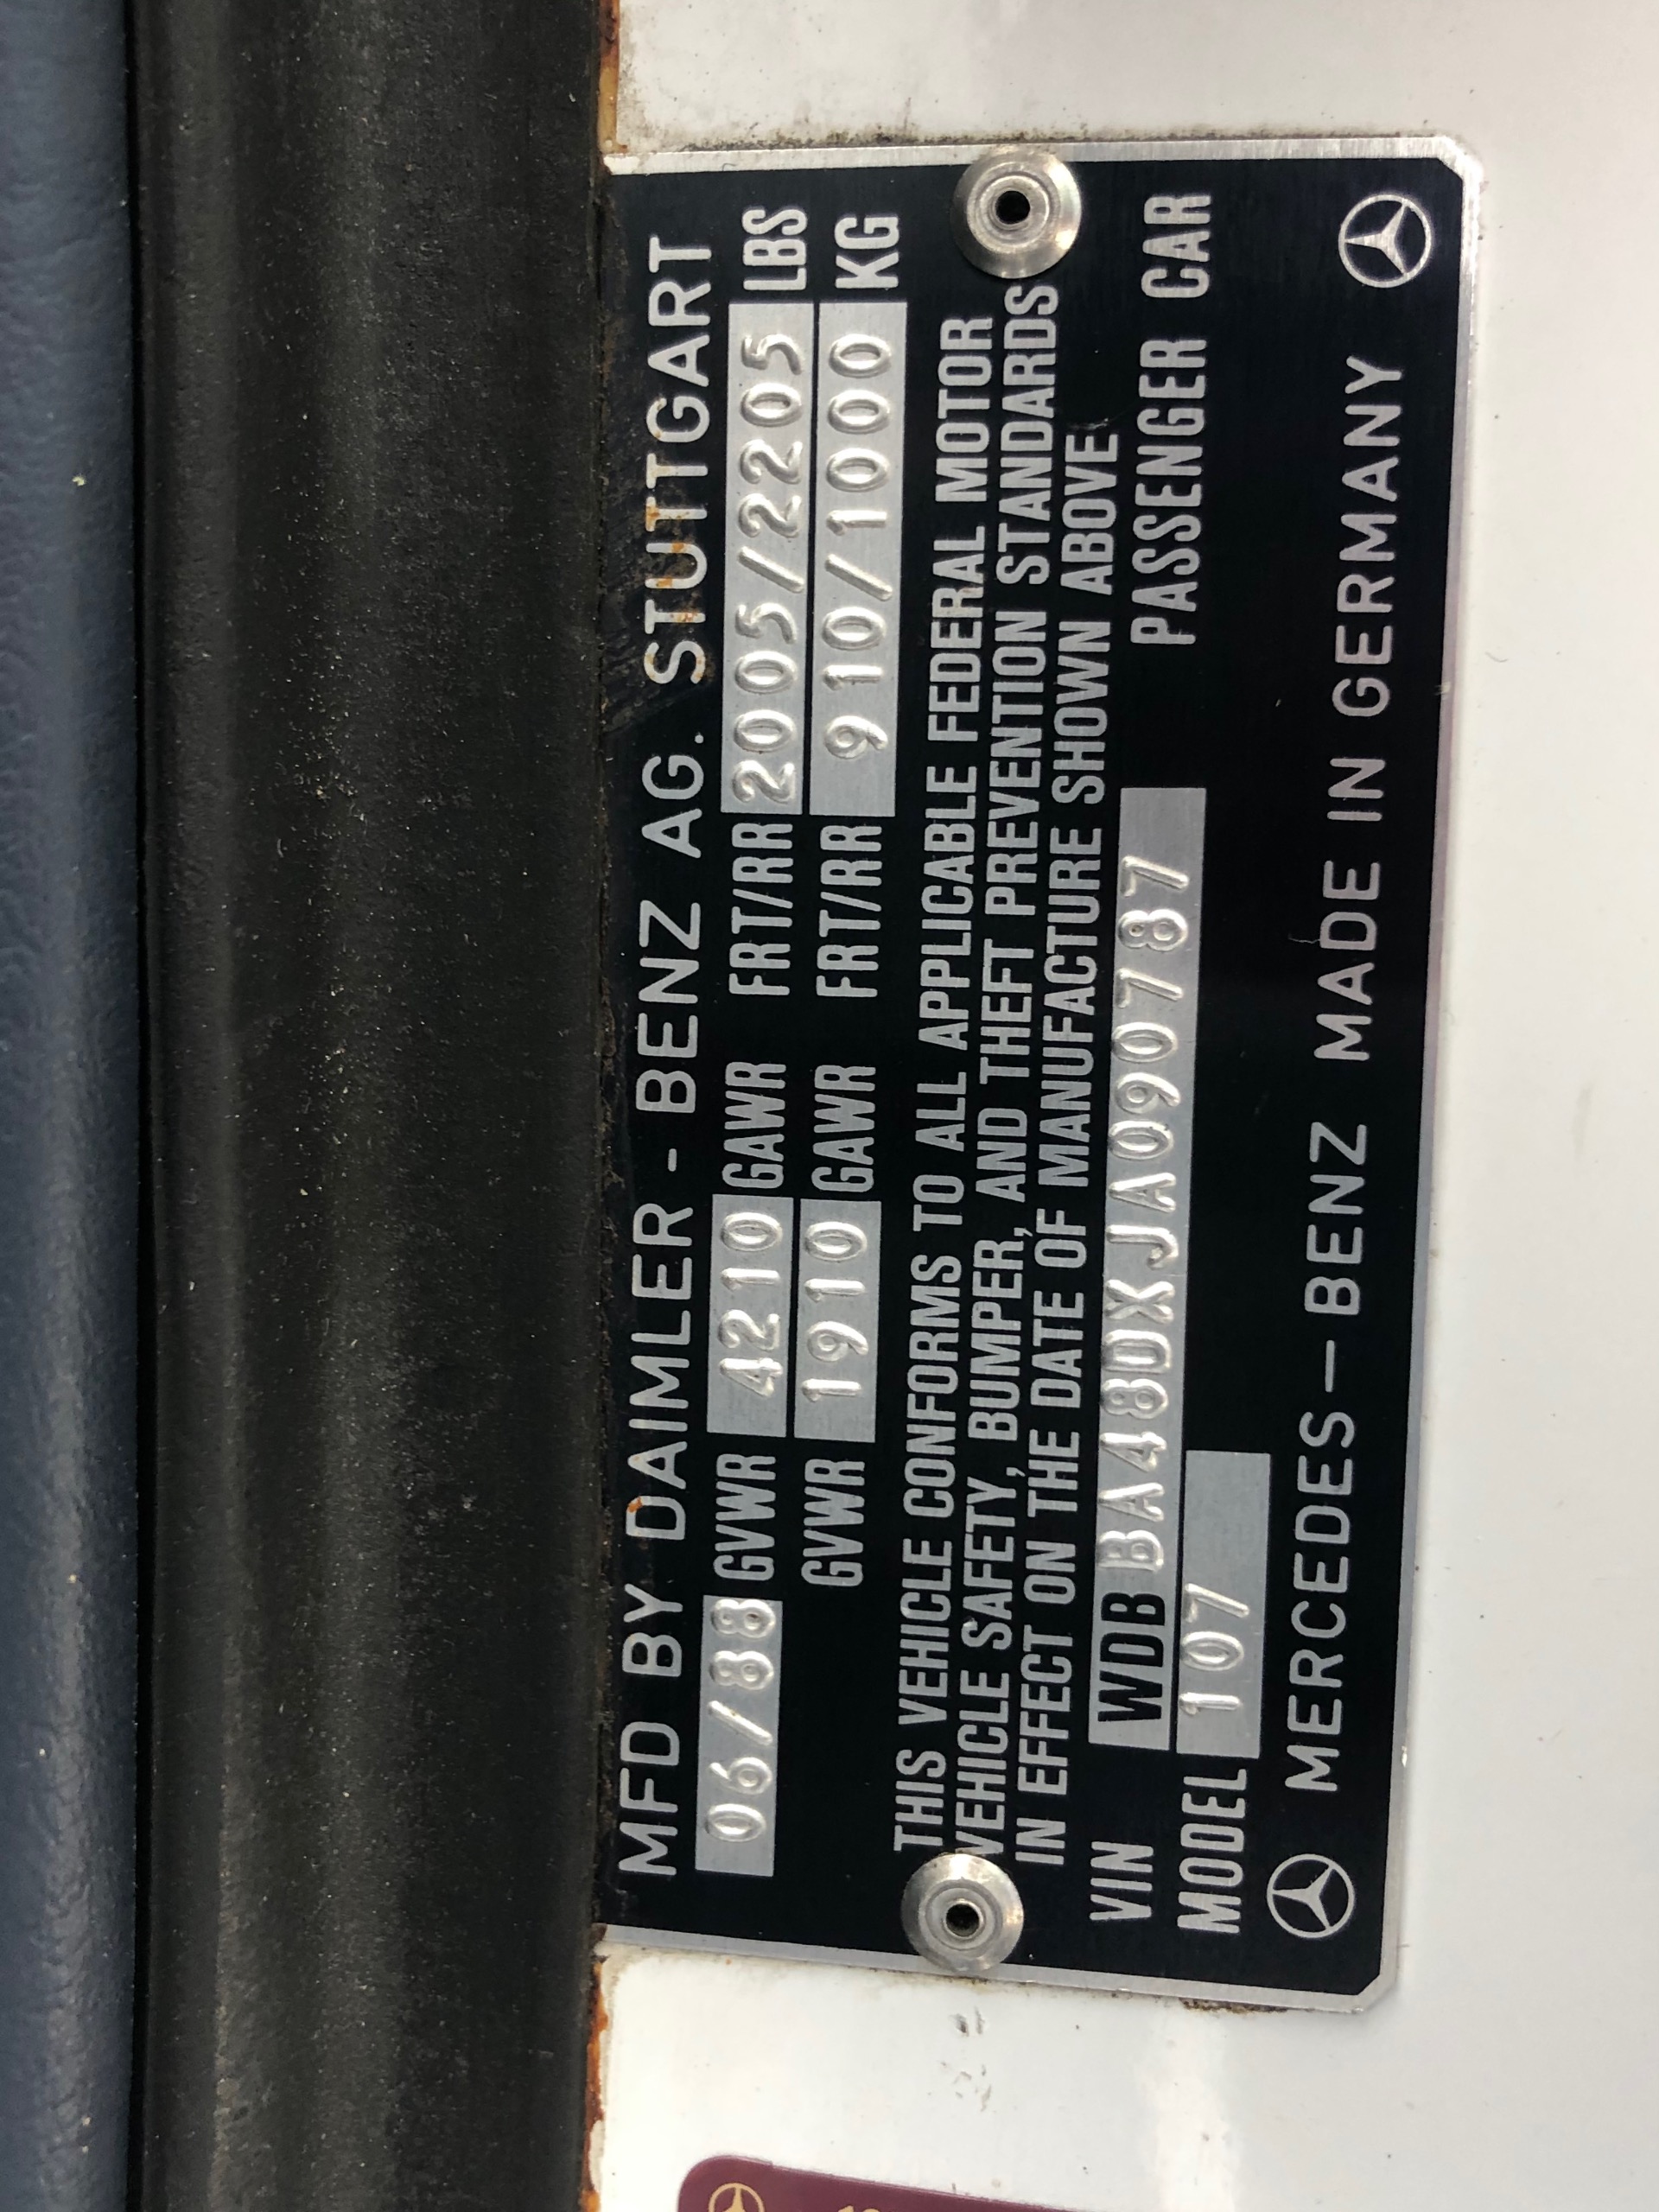 MFD BY DAIMLER - BENZ AG. STUTTGART
06/88 GVWR 4210 GAWR FRT/RR 2005/2205 LBS
GVWR 1910 GAWR FRT/RR 910/1000 KG
THIS VEHICLE CONFORMS TO ALL APPLICABLE FEDERAL MOTOR
VEHICLE SAFETY, BUMPER, AND THEFT PREVENTION STANDARDS
IN EFFECT ON THE DATE OF MANUFACTURE SHOWN ABOVE
VIN WDBBA48DXJA090787 PASSENGER CAR
MODEL 107
MERCEDES-BENZ MADE IN GERMANY